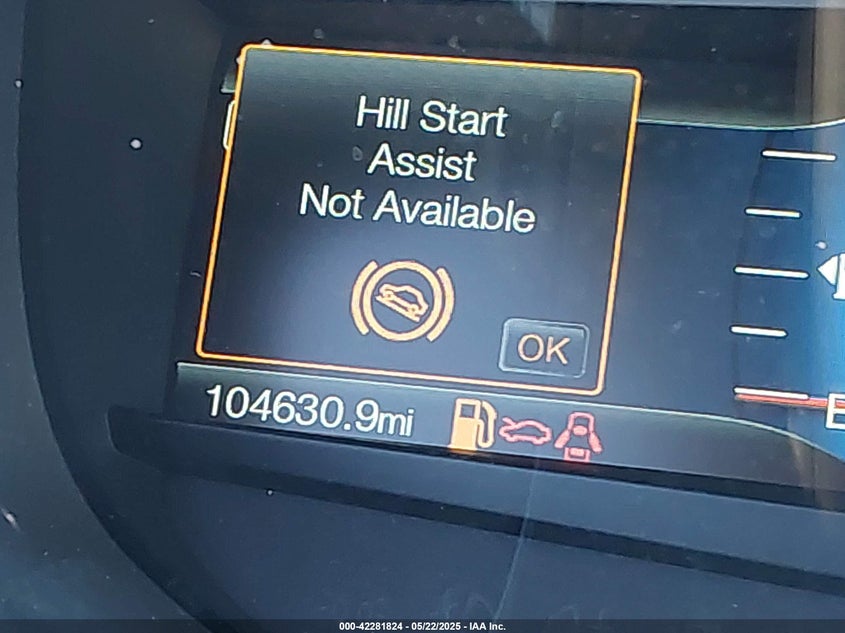 Hill Start
Assist
Not Available
OK
104630.9mi
E
000-42281824 - 05/22/2025 - IAA Inc.